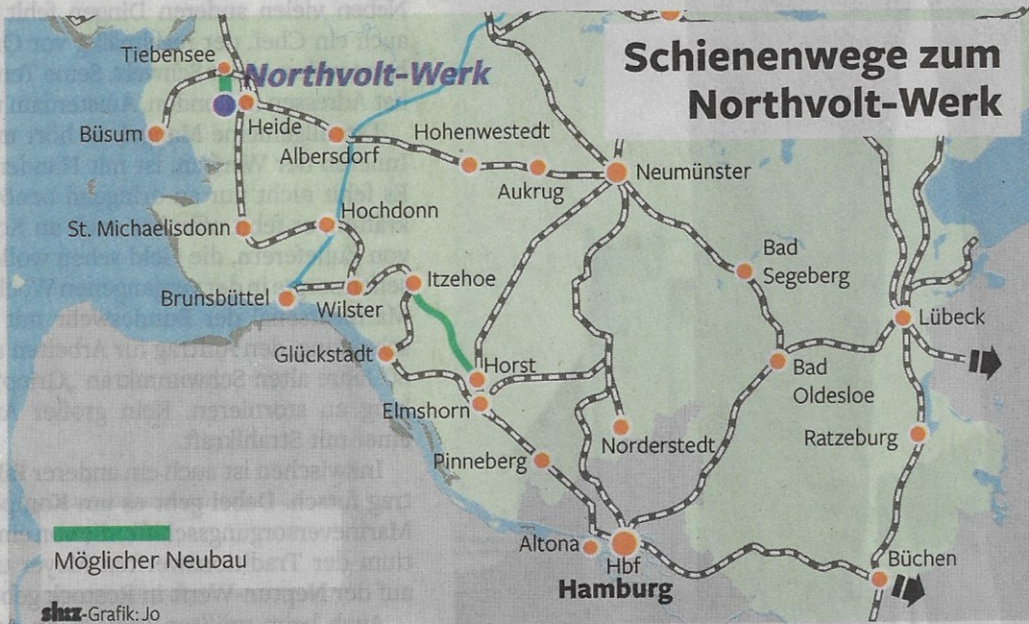 Schienenwege zum
Northvolt-Werk
Tiebensee
Northvolt-Werk
Büsum
Heide
Albersdorf
Hohenwestedt
Aukrug
Neumünster
St. Michaelisdonn
Hochdonn
Bad
Segeberg
Brunsbüttel
Wilster
Itzehoe
Lübeck
Glückstadt
Horst
Bad
Oldesloe
Elmshorn
Norderstedt
Ratzeburg
Pinneberg
Altona
Hbf
Hamburg
Büchen
Möglicher Neubau
sh:z-Grafik: Jo